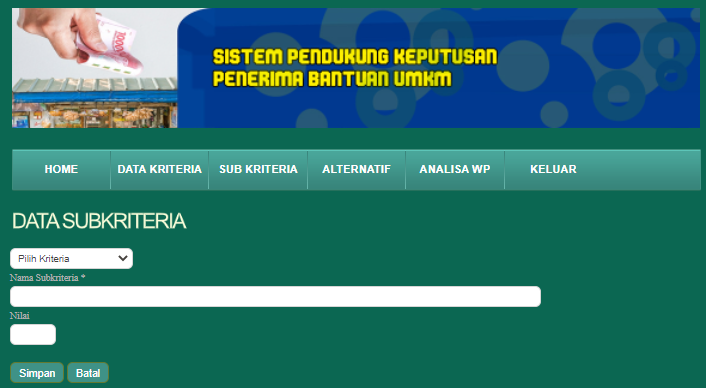 SISTEM PENDUKUNG KEPUTUSAN
PENERIMA BANTUAN UMKM
HOME DATA KRITERIA SUB KRITERIA ALTERNATIF ANALISA WP KELUAR
DATA SUBKRITERIA
Pilih Kriteria
Nama Subkriteria *
Nilai
Simpan Batal